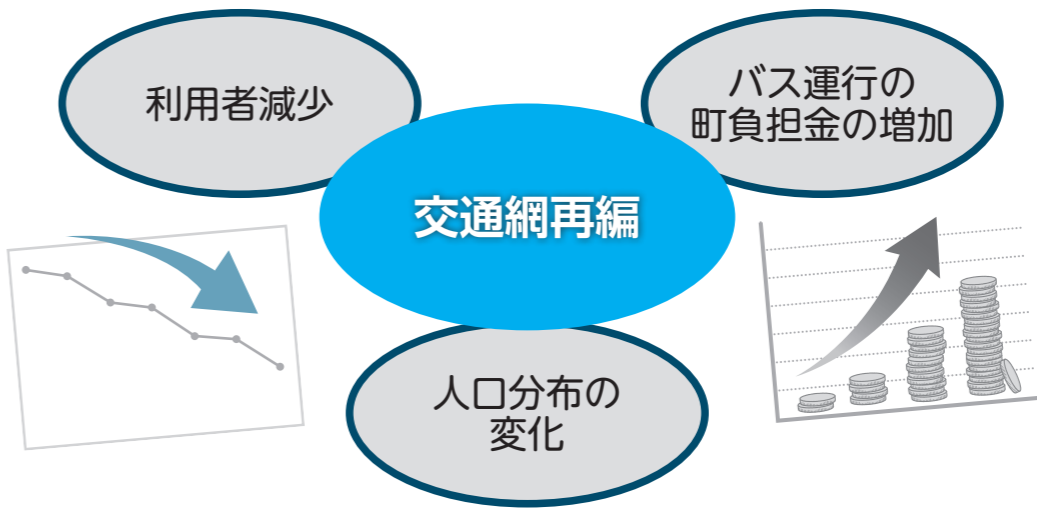 利用者減少
バス運行の
町負担金の増加
交通網再編
人口分布の
変化